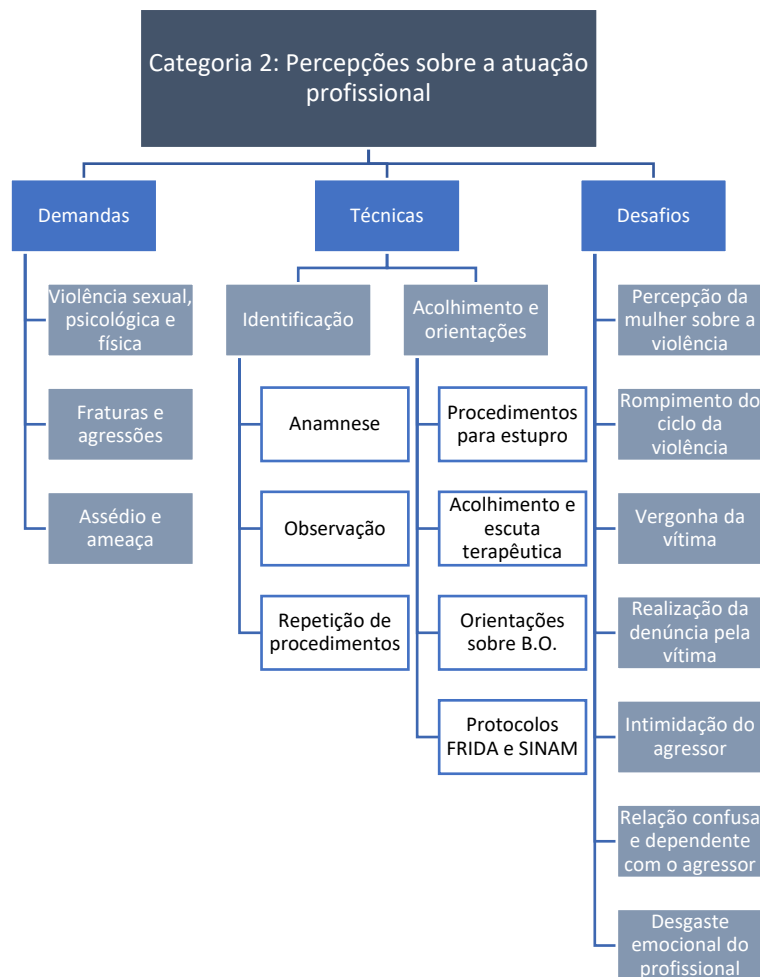 Categoria 2: Percepções sobre a atuação
profissional
Demandas
Violência sexual,
psicológica e
física
Fraturas e
agressões
Assédio e
ameaça
Técnicas
Identificação
Anamnese
Observação
Repetição de
procedimentos
Acolhimento e
orientações
Procedimentos
para estupro
Acolhimento e
escuta
terapêutica
Orientações
sobre B.O.
Protocolos
FRIDA e SINAM
Desafios
Percepção da
mulher sobre a
violência
Rompimento do
ciclo da
violência
Vergonha da
vítima
Realização da
denúncia pela
vítima
Intimidação do
agressor
Relação confusa
e dependente
com o agressor
Desgaste
emocional do
profissional